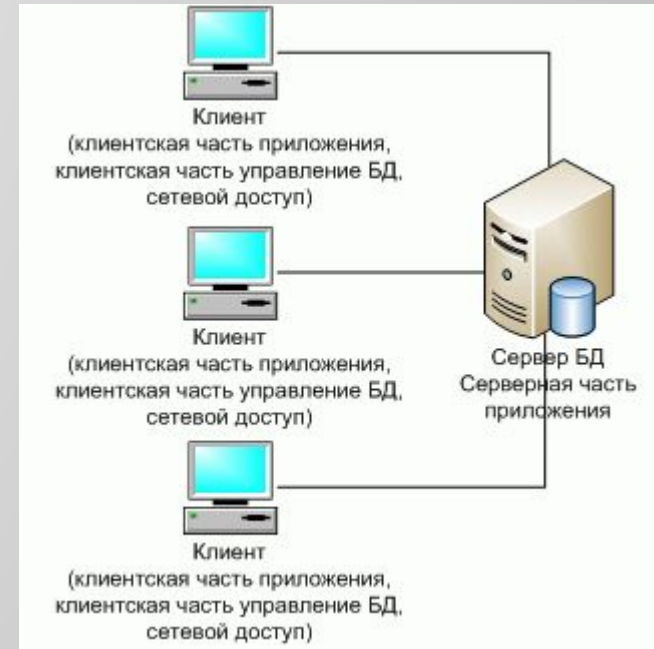 Клиент
(клиентская часть приложения,
клиентская часть управление БД,
сетевой доступ)
Клиент
(клиентская часть приложения,
клиентская часть управление БД,
сетевой доступ)
Сервер БД
Серверная часть
приложения
Клиент
(клиентская часть приложения,
клиентская часть управление БД,
сетевой доступ)